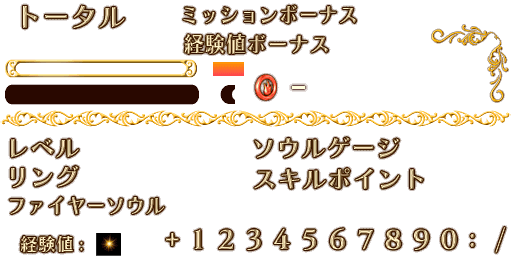 トータル
ミッションボーナス
経験値ボーナス
−
レベル
ソウルゲージ
リング
スキルポイント
ファイヤーソウル
経験値:
+1234567890:/